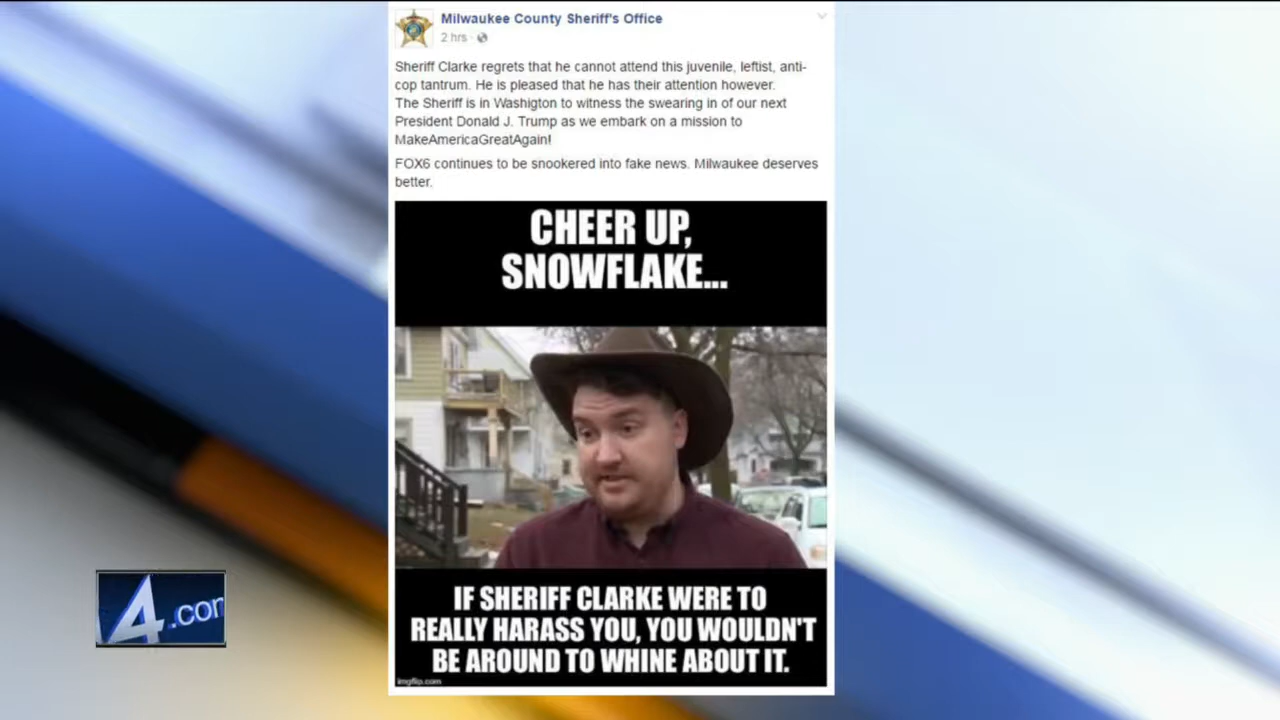 Milwaukee County Sheriff's Office
2 hrs ·
Sheriff Clarke regrets that he cannot attend this juvenile, leftist, anti-
cop tantrum. He is pleased that he has their attention however.
The Sheriff is in Washigton to witness the swearing in of our next
President Donald J. Trump as we embark on a mission to
MakeAmericaGreatAgain!
FOX6 continues to be snookered into fake news. Milwaukee deserves
better.
CHEER UP,
SNOWFLAKE...
IF SHERIFF CLARKE WERE TO
REALLY HARASS YOU, YOU WOULDN'T
BE AROUND TO WHINE ABOUT IT.
imgflip.com
4.com